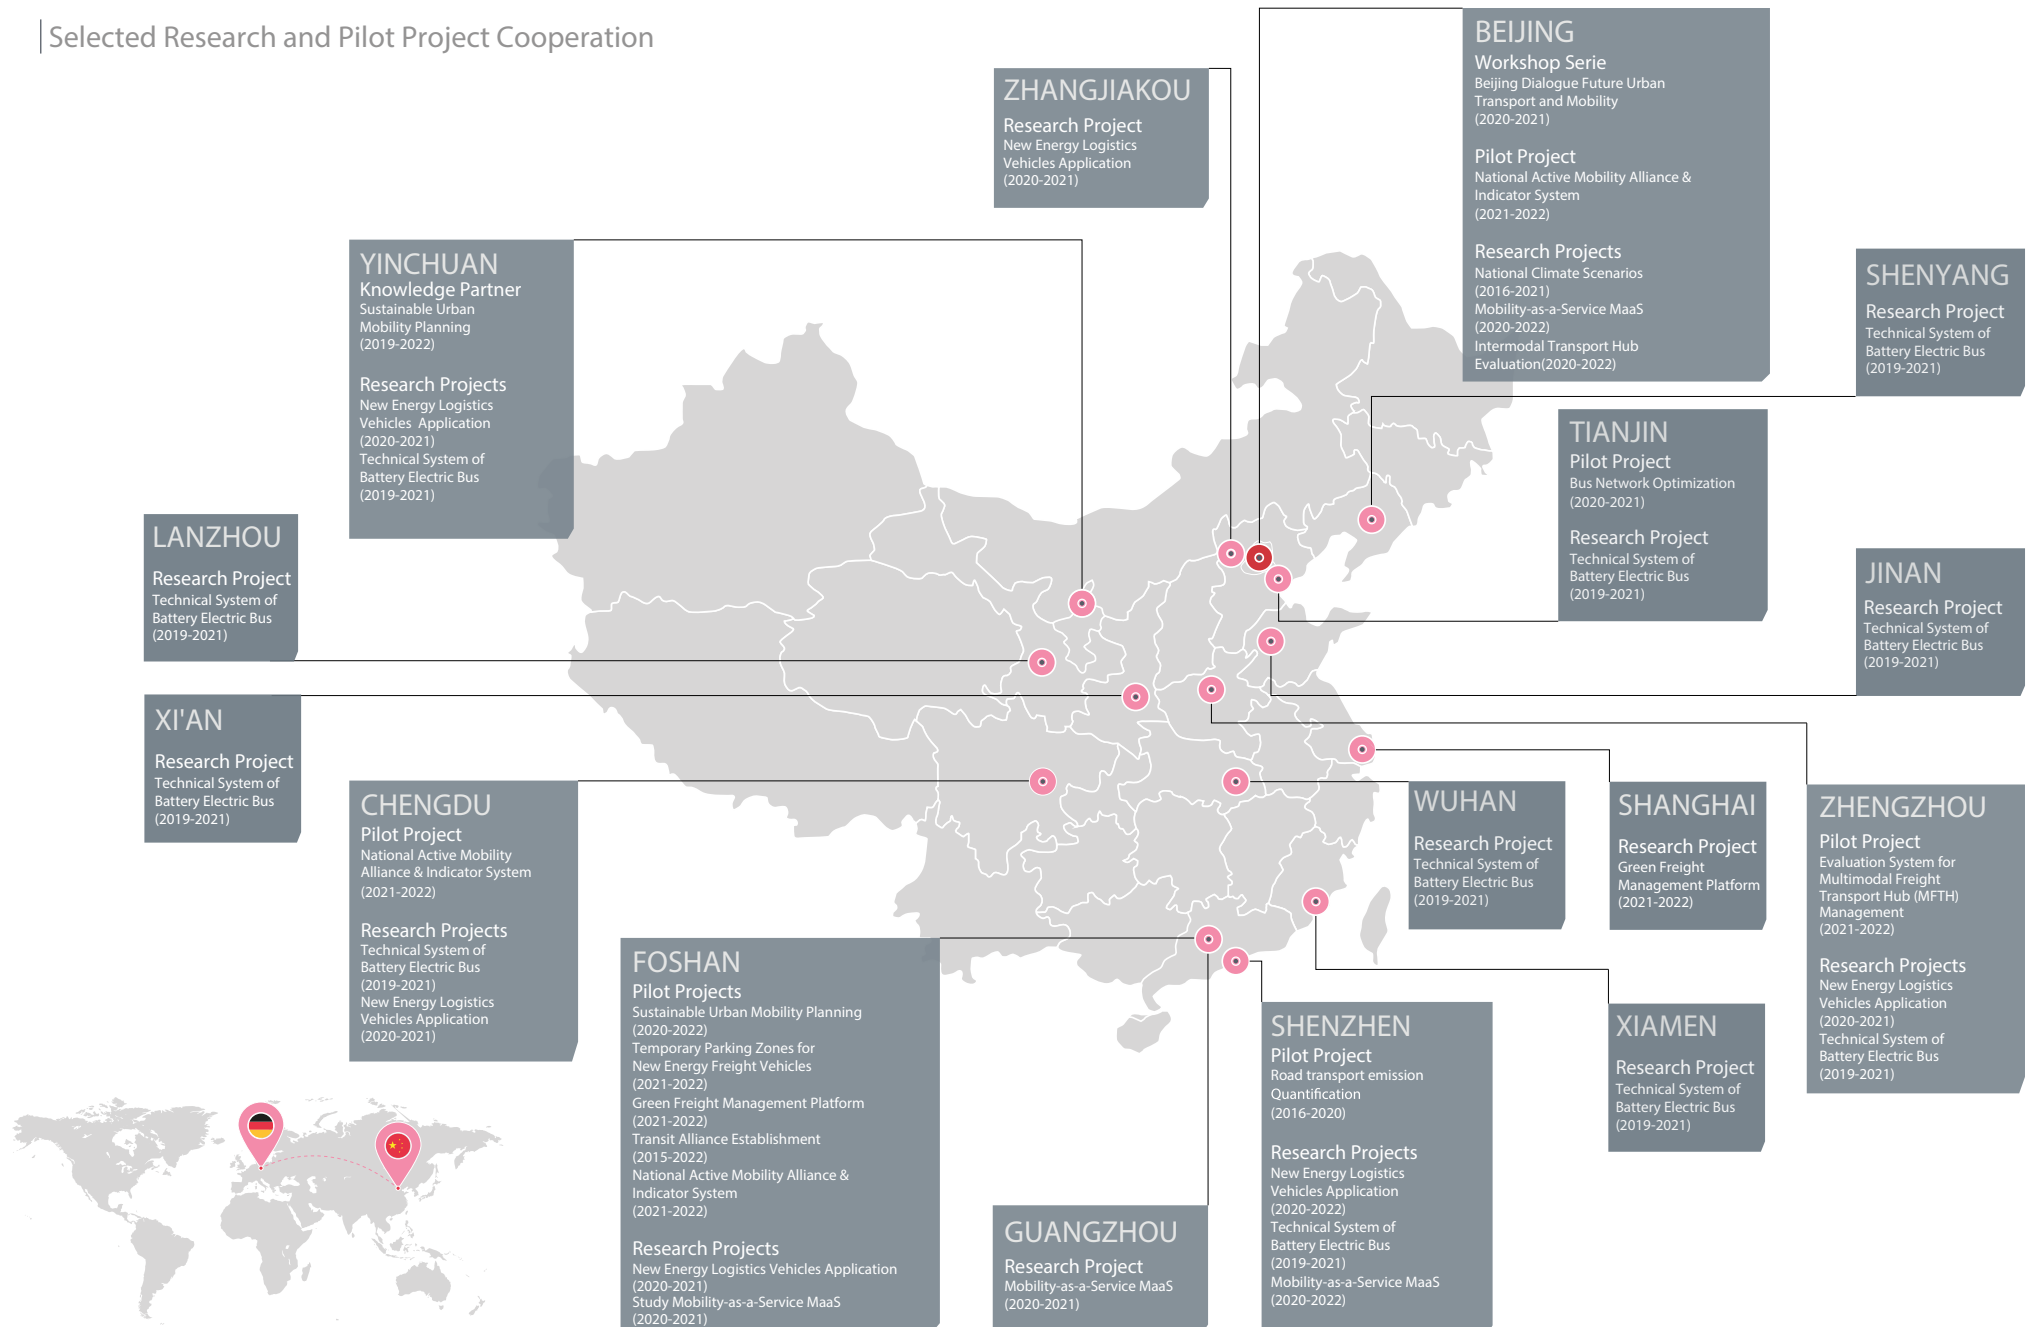 Selected Research and Pilot Project Cooperation
BEIJING
Workshop Serie
Beijing Dialogue Future Urban
Transport and Mobility
(2020-2021)
Pilot Project
National Active Mobility Alliance &
Indicator System
(2021-2022)
Research Projects
National Climate Scenarios
(2016-2021)
Mobility-as-a-Service MaaS
(2020-2022)
Intermodal Transport Hub
Evaluation(2020-2022)
ZHANGJIAKOU
Research Project
New Energy Logistics
Vehicles Application
(2020-2021)
YINCHUAN
Knowledge Partner
Sustainable Urban
Mobility Planning
(2019-2022)
Research Projects
New Energy Logistics
Vehicles Application
(2020-2021)
Technical System of
Battery Electric Bus
(2019-2021)
SHENYANG
Research Project
Technical System of
Battery Electric Bus
(2019-2021)
TIANJIN
Pilot Project
Bus Network Optimization
(2020-2021)
Research Project
Technical System of
Battery Electric Bus
(2019-2021)
LANZHOU
Research Project
Technical System of
Battery Electric Bus
(2019-2021)
JINAN
Research Project
Technical System of
Battery Electric Bus
(2019-2021)
XI'AN
Research Project
Technical System of
Battery Electric Bus
(2019-2021)
CHENGDU
Pilot Project
National Active Mobility
Alliance & Indicator System
(2021-2022)
Research Projects
Technical System of
Battery Electric Bus
(2019-2021)
New Energy Logistics
Vehicles Application
(2020-2021)
WUHAN
Research Project
Technical System of
Battery Electric Bus
(2019-2021)
SHANGHAI
Research Project
Green Freight
Management Platform
(2021-2022)
ZHENGZHOU
Pilot Project
Evaluation System for
Multimodal Freight
Transport Hub (MFTH)
Management
(2021-2022)
Research Projects
New Energy Logistics
Vehicles Application
(2020-2021)
Technical System of
Battery Electric Bus
(2019-2021)
FOSHAN
Pilot Projects
Sustainable Urban Mobility Planning
(2020-2022)
Temporary Parking Zones for
New Energy Freight Vehicles
(2021-2022)
Green Freight Management Platform
(2021-2022)
Transit Alliance Establishment
(2015-2022)
National Active Mobility Alliance &
Indicator System
(2021-2022)
Research Projects
New Energy Logistics Vehicles Application
(2020-2021)
Study Mobility-as-a-Service MaaS
(2020-2021)
GUANGZHOU
Research Project
Mobility-as-a-Service MaaS
(2020-2021)
SHENZHEN
Pilot Project
Road transport emission
Quantification
(2016-2020)
Research Projects
New Energy Logistics
Vehicles Application
(2020-2022)
Technical System of
Battery Electric Bus
(2019-2021)
Mobility-as-a-Service MaaS
(2020-2022)
XIAMEN
Research Project
Technical System of
Battery Electric Bus
(2019-2021)